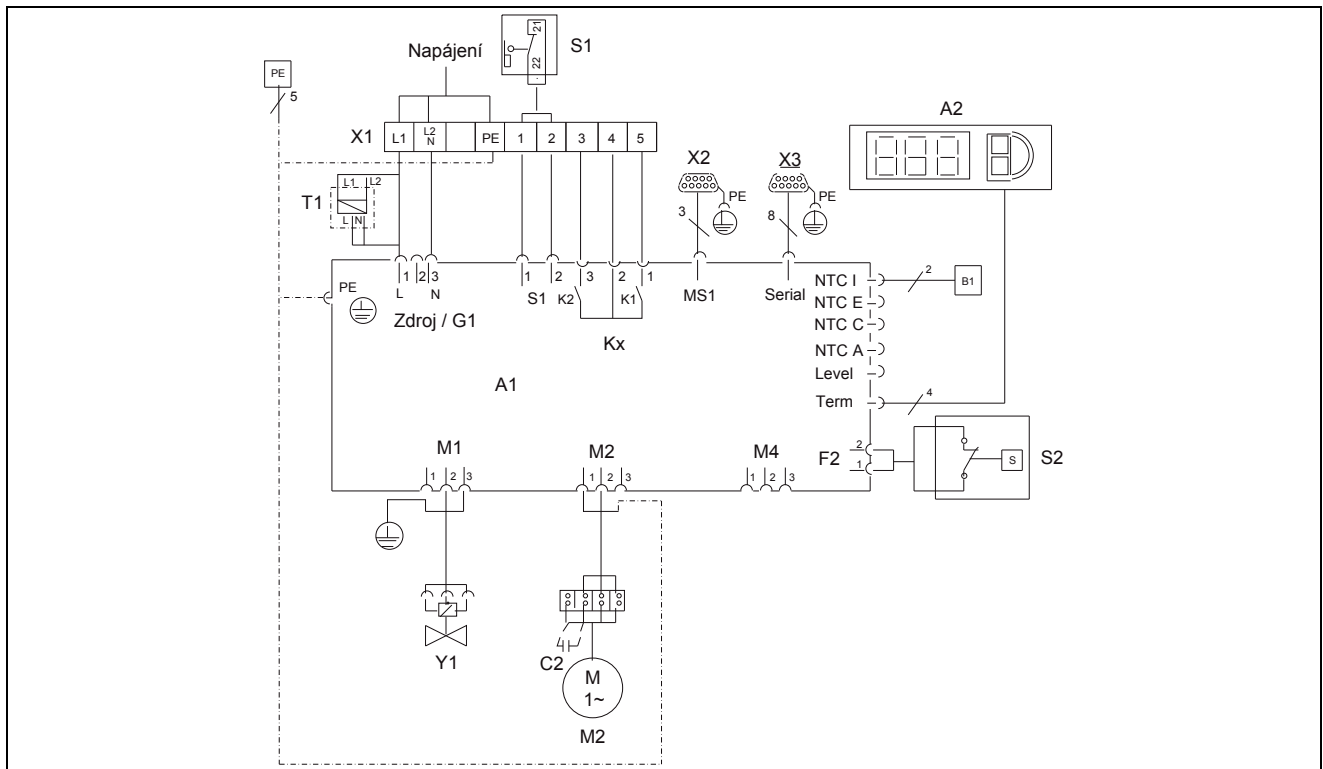 Napájení
21
22
S1
PE
5
A2
X1
L1
L2
N
PE
1
2
3
4
5
X2
X3
PE
PE
3
8
T1
L1
L2
L
N
PE
1
2
3
L
N
Zdroj / G1
1
2
S1
3
2
1
K2
K1
Kx
MS1
Serial
NTC I
2
B1
NTC E
NTC C
NTC A
Level
Term
4
A1
M1
1
2
3
M2
1
2
3
M4
1
2
3
F2
2
1
S
S2
Y1
C2
M
1~
M2